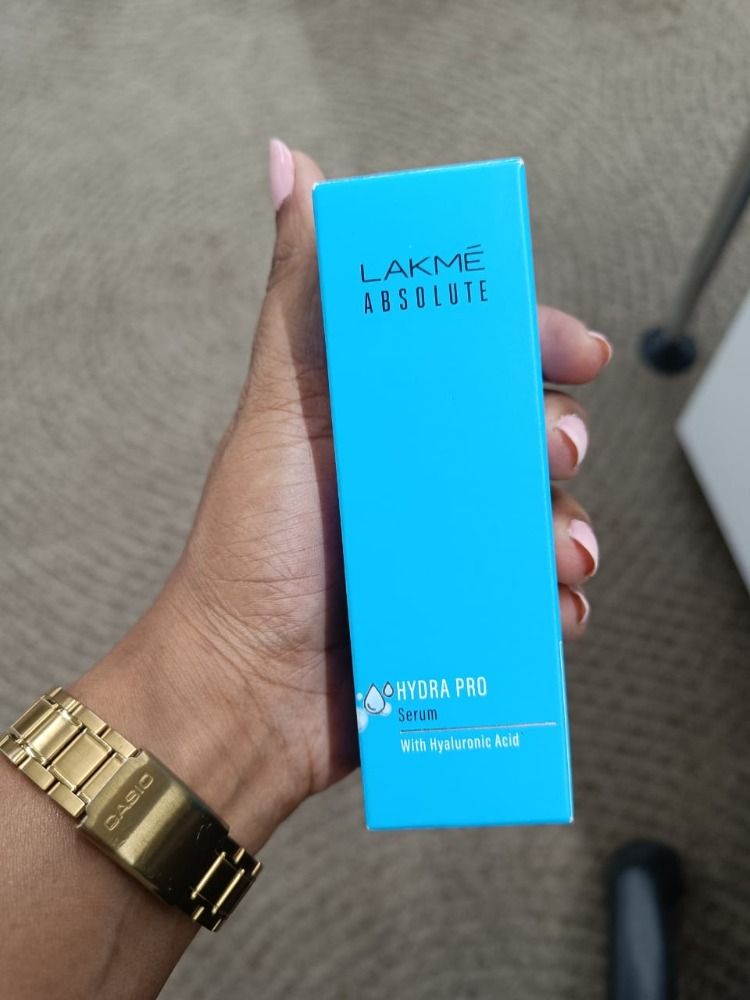 LAKMÉ
ABSOLUTE
HYDRA PRO
Serum
With Hyaluronic Acid
CASIO